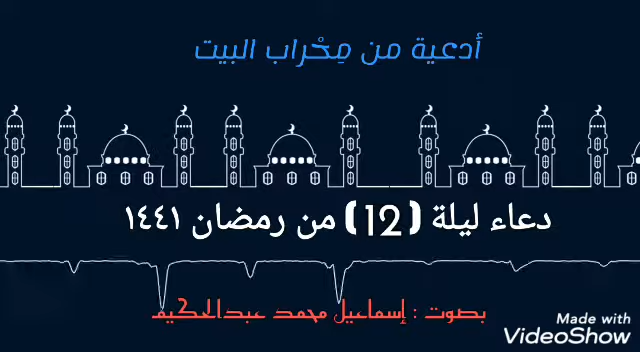 أدعية من مِحْراب البيت
دعاء ليلة (12) من رمضان ١٤٤١
بصوت : إسماعيل محمد عبدالحكيم
Made with
VideoShow